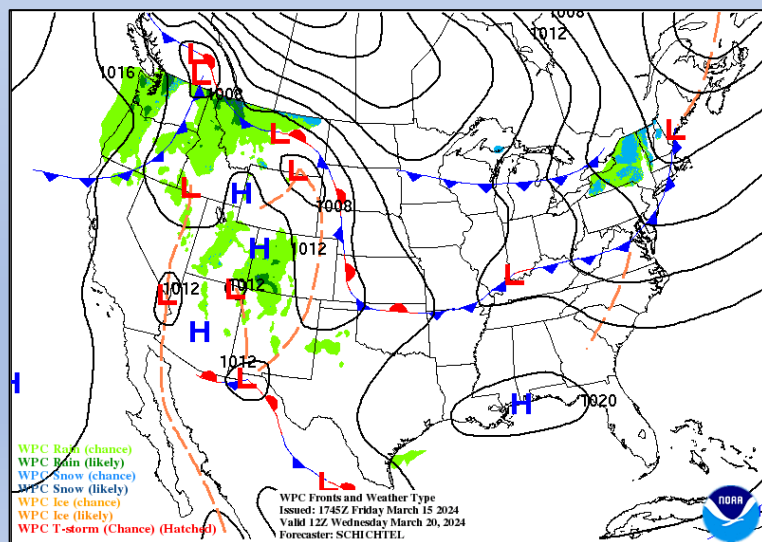 1008
1012
1016
1008
L
L
L
L
L
L
H
1008
H
1012
1012
1012
L
L
L
H
1012
L
H
1020
H
L
WPC Rain (chance)
WPC Rain (likely)
WPC Snow (chance)
WPC Snow (likely)
WPC Ice (chance)
WPC Ice (likely)
WPC T-storm (Chance) (Hatched)
WPC Fronts and Weather Type
Issued: 1745Z Friday March 15 2024
Valid 12Z Wednesday March 20, 2024
Forecaster: SCHICHTEL
NOAA